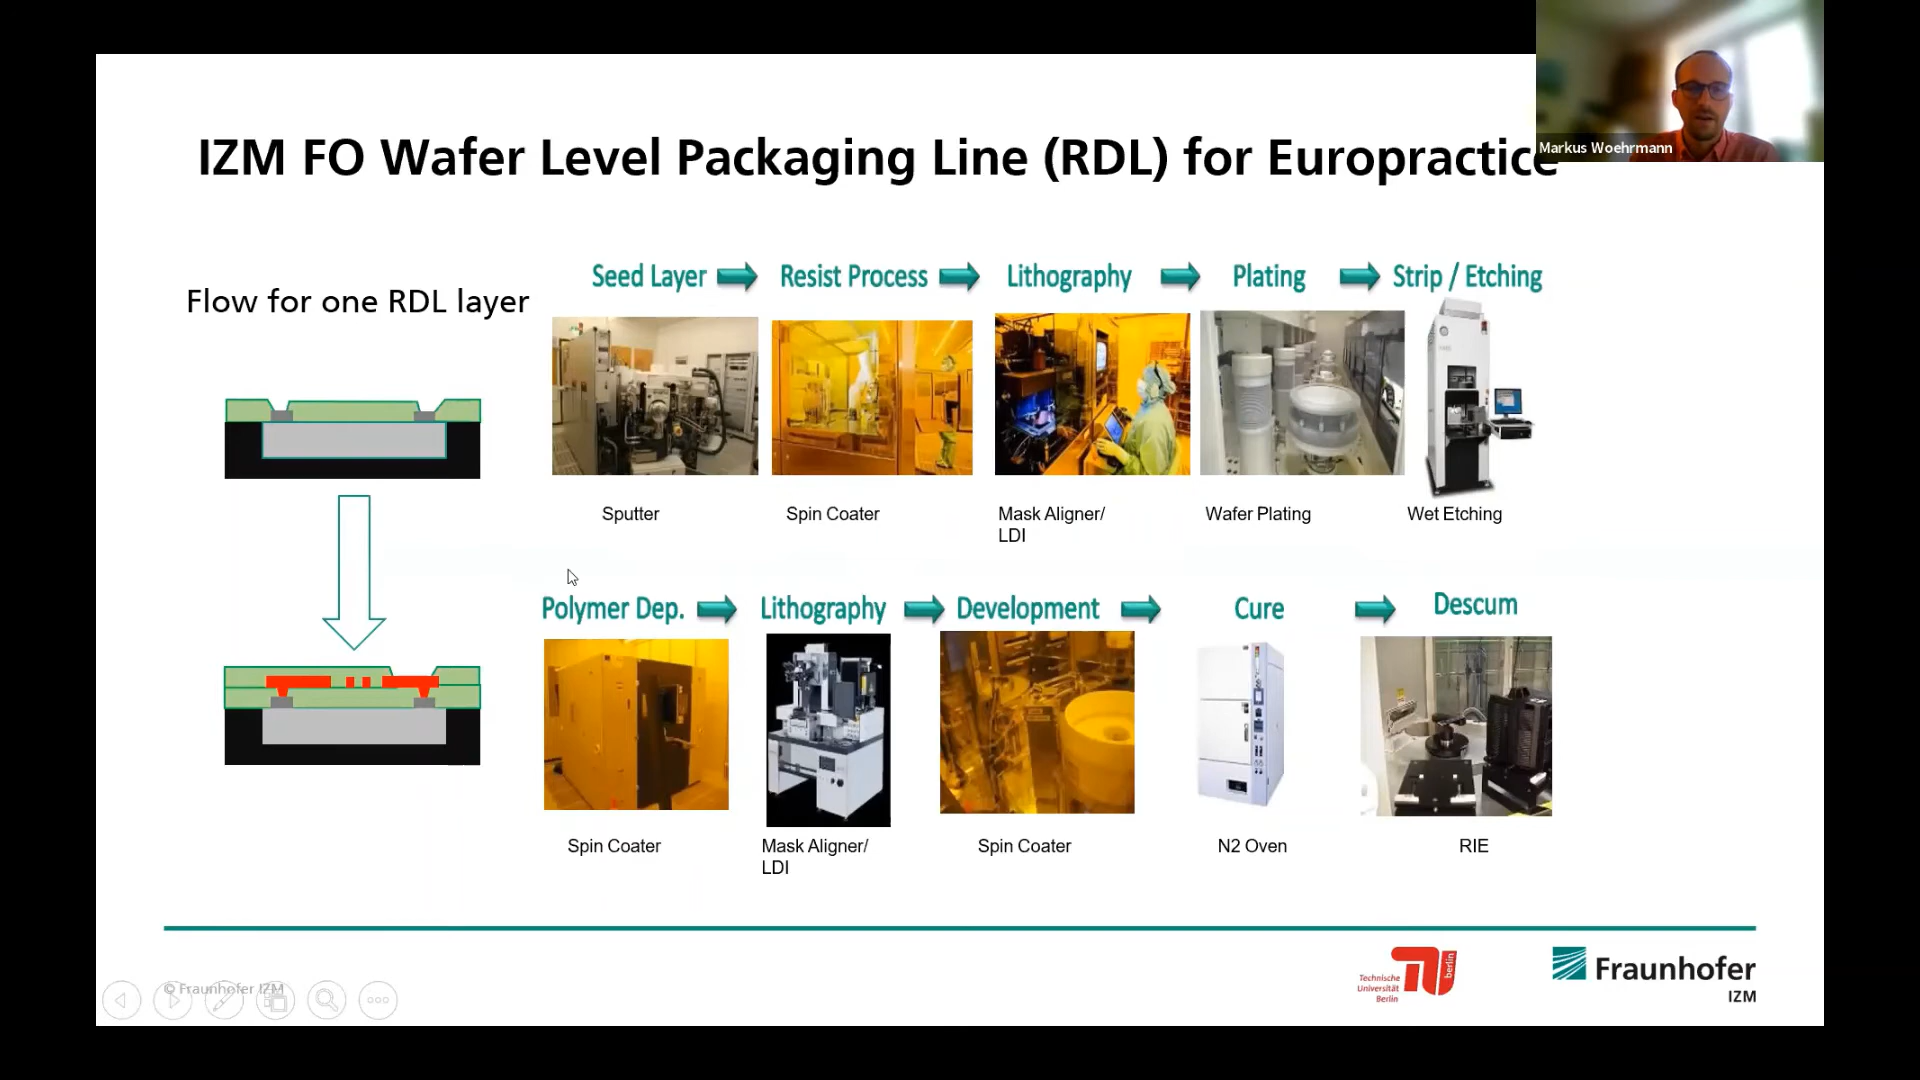 Markus Woehrmann
IZM FO Wafer Level Packaging Line (RDL) for Europractice
Flow for one RDL layer
Seed Layer
Resist Process
Lithography
Plating
Strip / Etching
Sputter
Spin Coater
Mask Aligner/
LDI
Wafer Plating
Wet Etching
Polymer Dep.
Lithography
Development
Cure
Descum
Spin Coater
Mask Aligner/
LDI
Spin Coater
N2 Oven
RIE
© Fraunhofer IZM
Technische
Universität
Berlin
berlin
Fraunhofer
IZM